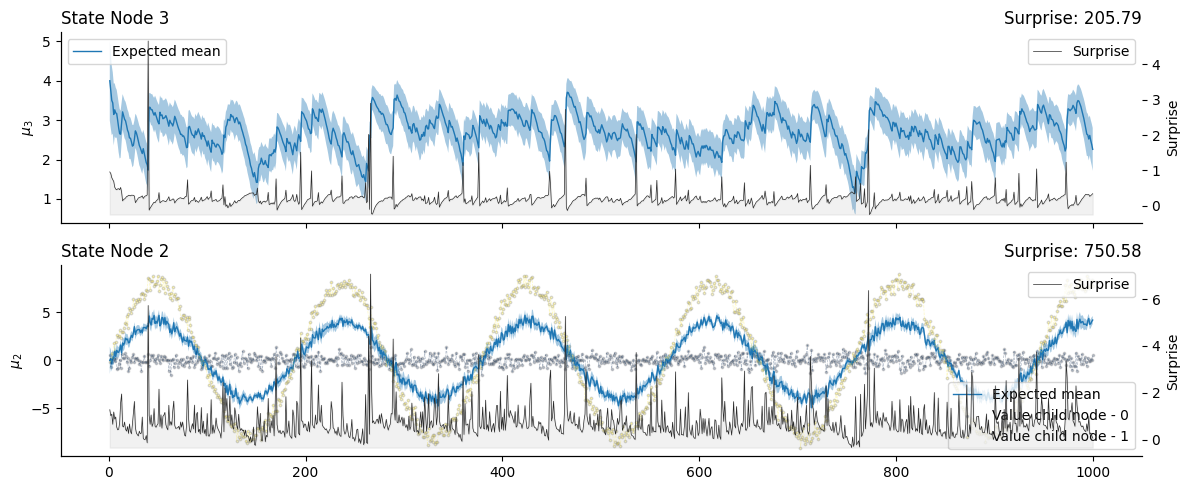 State Node 3
Surprise: 205.79
Expected mean
Surprise
5
4
3
2
1
μ3
4
3
2
1
0
Surprise
State Node 2
Surprise: 750.58
Surprise
5
0
−5
μ2
6
4
2
0
Surprise
Expected mean
Value child node - 0
Value child node - 1
0
200
400
600
800
1000